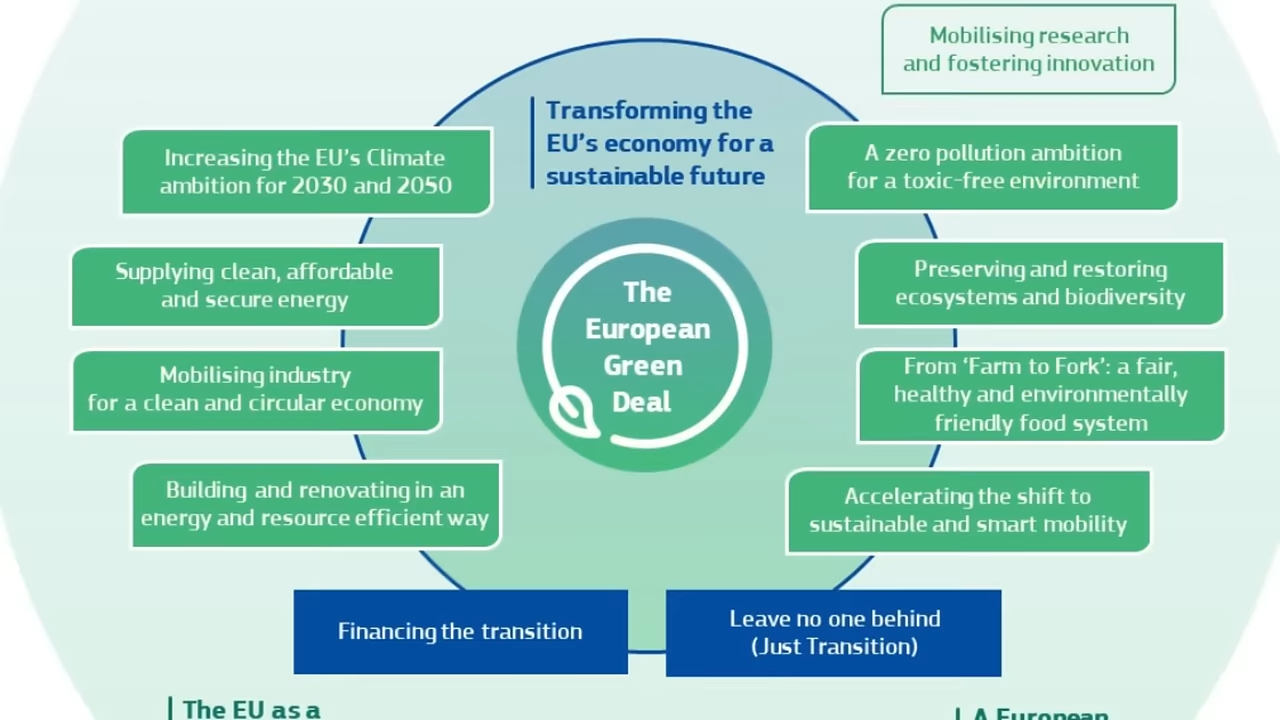 Mobilising research
and fostering innovation
Transforming the
EU's economy for a
sustainable future
Increasing the EU's Climate
ambition for 2030 and 2050
A zero pollution ambition
for a toxic-free environment
Supplying clean, affordable
and secure energy
Preserving and restoring
ecosystems and biodiversity
The
European
Green
Deal
Mobilising industry
for a clean and circular economy
From ‘Farm to Fork’: a fair,
healthy and environmentally
friendly food system
Building and renovating in an
energy and resource efficient way
Accelerating the shift to
sustainable and smart mobility
Financing the transition
Leave no one behind
(Just Transition)
The EU as a
A European